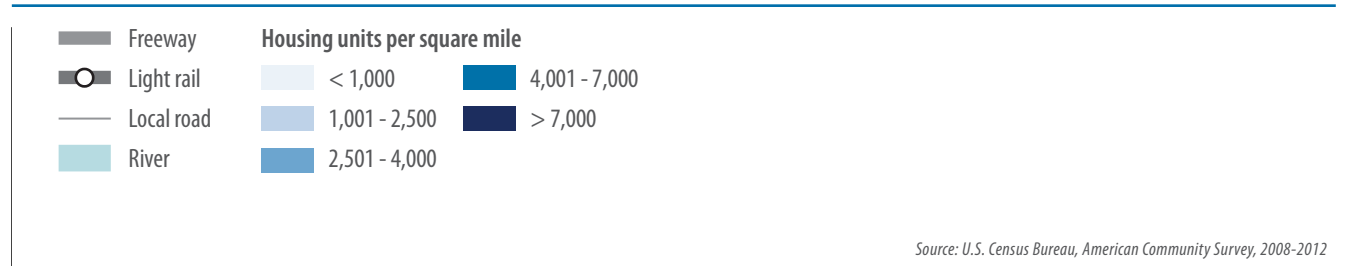 Freeway
Light rail
Local road
River
Housing units per square mile
< 1,000
1,001 - 2,500
2,501 - 4,000
4,001 - 7,000
> 7,000
Source: U.S. Census Bureau, American Community Survey, 2008-2012